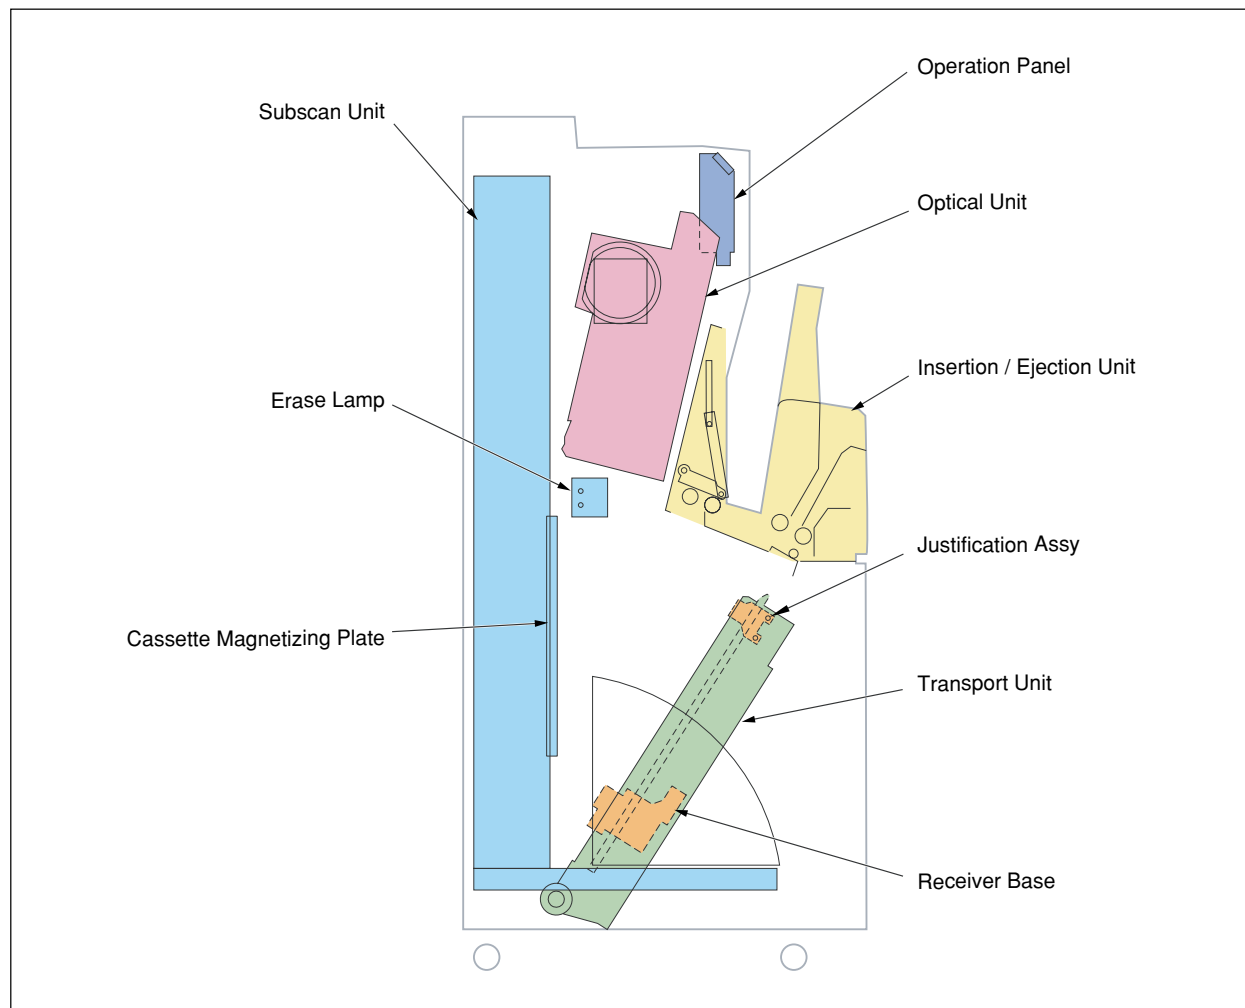 Operation Panel
Subscan Unit
Optical Unit
Insertion / Ejection Unit
Erase Lamp
Justification Assy
Cassette Magnetizing Plate
Transport Unit
Receiver Base